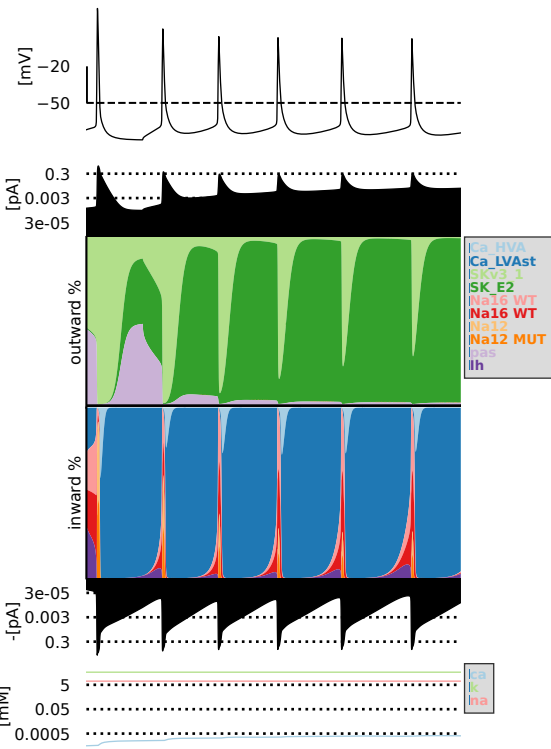 [mV]
−20
−50
[pA]
0.3
0.003
3e-05
outward %
Ca_HVA
Ca_LVAst
SKv3_1
SK_E2
Na16 WT
Na16 WT
Na12
Na12 MUT
pas
Ih
inward %
-[pA]
3e-05
0.003
0.3
[mM]
5
0.05
0.0005
ca
k
na